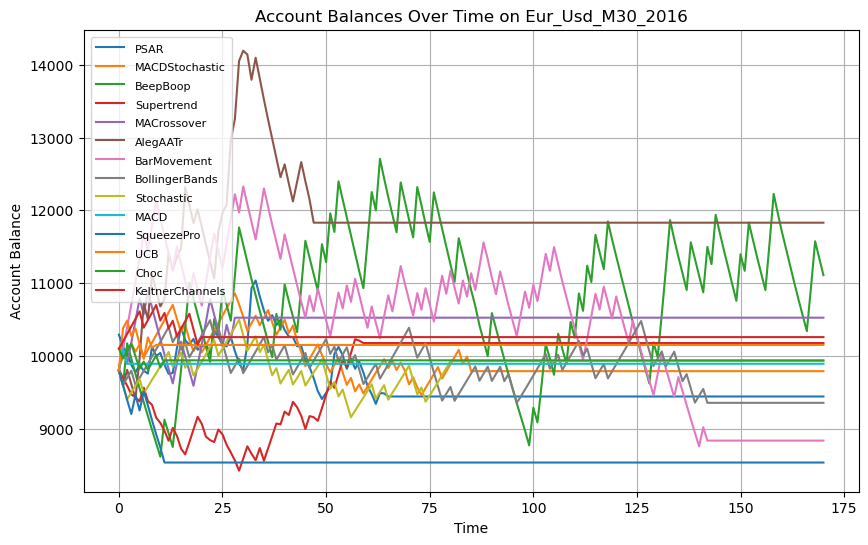 Account Balances Over Time on Eur_Usd_M30_2016
PSAR
MACDStochastic
BeepBoop
Supertrend
MACrossover
AlegAATr
BarMovement
BollingerBands
Stochastic
MACD
SqueezePro
UCB
Choc
KeltnerChannels
14000
13000
12000
11000
10000
9000
Account Balance
0
25
50
75
100
125
150
175
Time